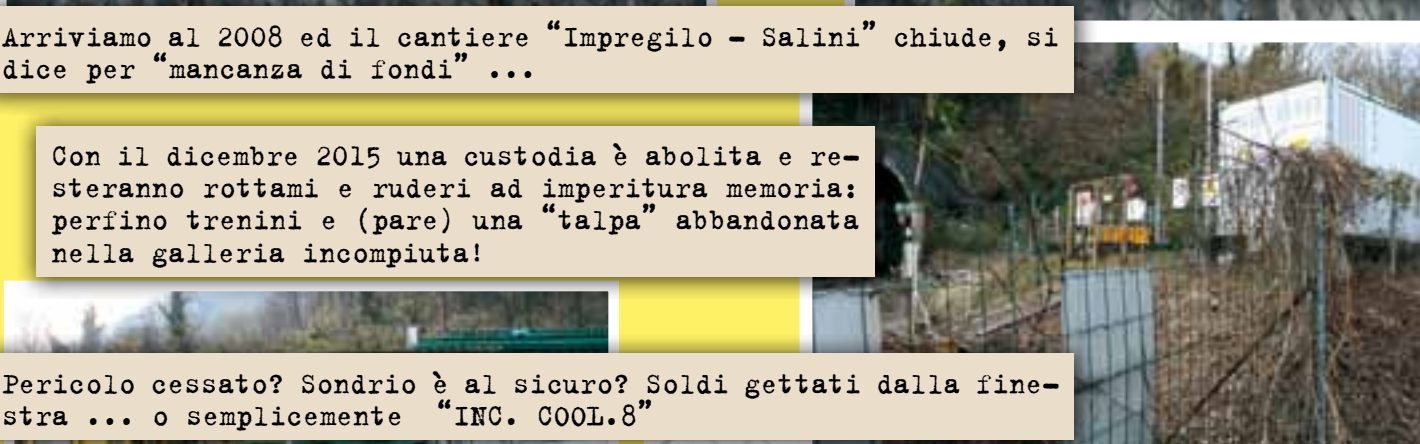 Arriviamo al 2008 ed il cantiere “Impregilo – Salini” chiude, si
dice per “mancanza di fondi” ...
Con il dicembre 2015 una custodia è abolita e re-
steranno rottami e ruderi ad imperitura memoria:
perfino trenini e (pare) una “talpa” abbandonata
nella galleria incompiuta!
Pericolo cessato? Sondrio è al sicuro? Soldi gettati dalla fine-
stra ... o semplicemente “INC. COOL.8”